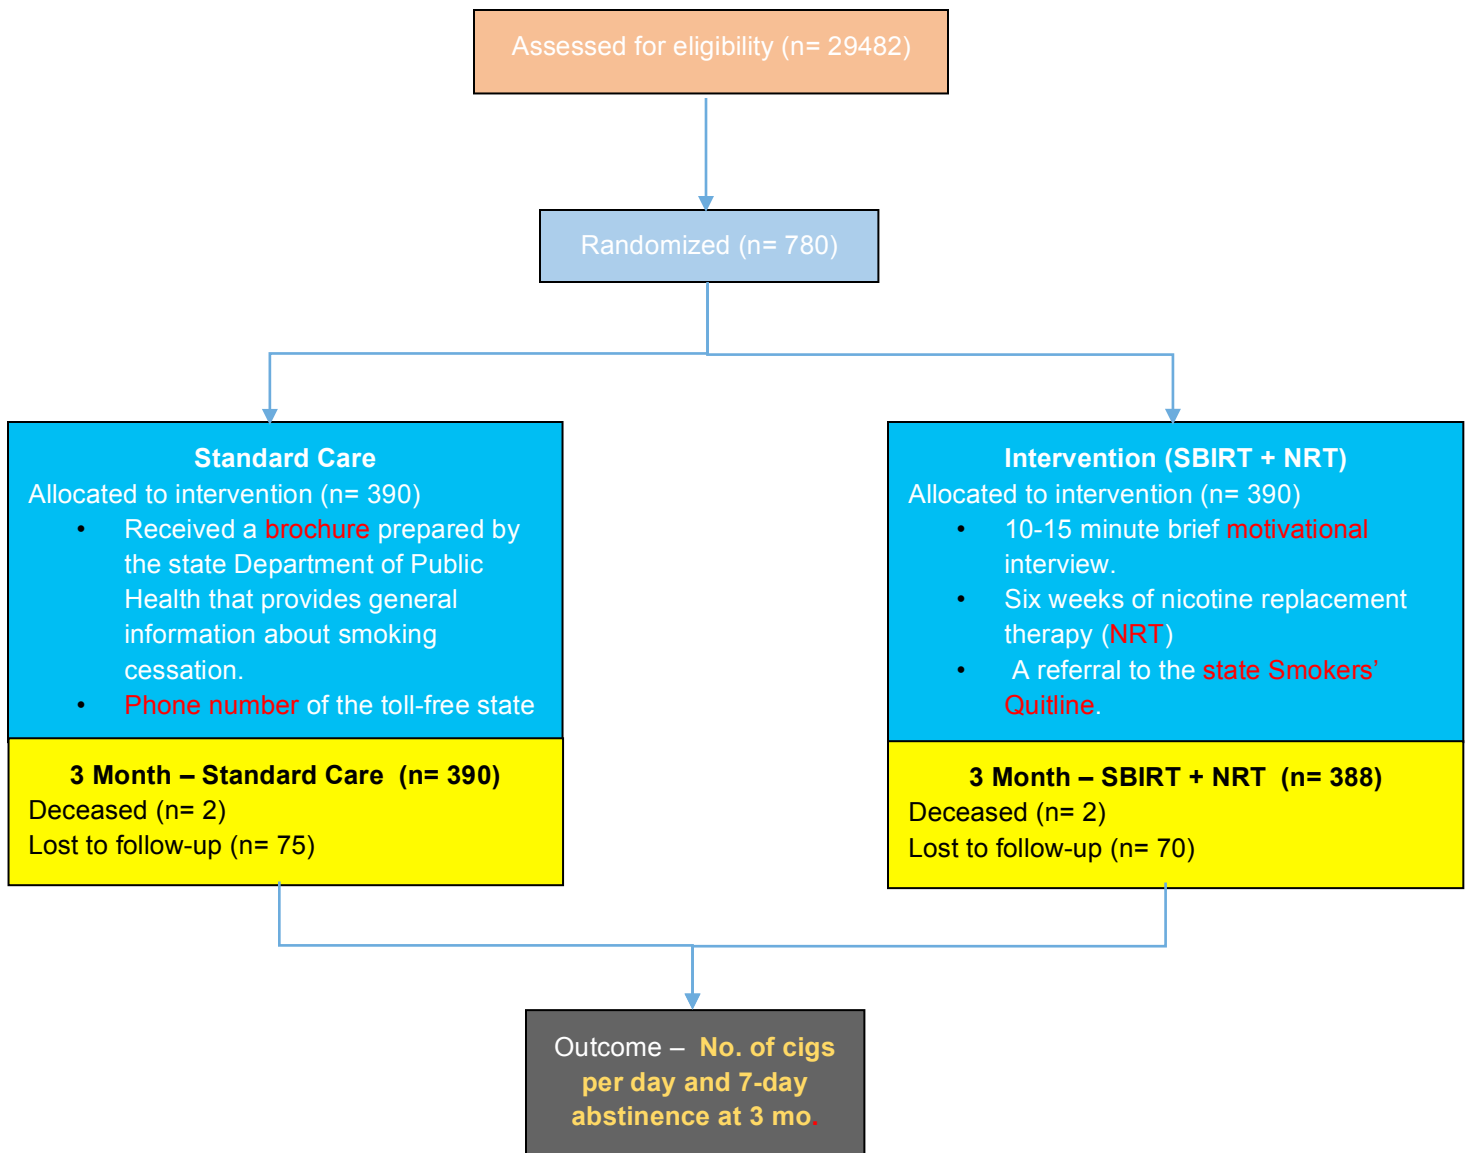 Assessed for eligibility (n= 29482)
Randomized (n= 780)
Standard Care
Allocated to intervention (n= 390)
• Received a brochure prepared by
the state Department of Public
Health that provides general
information about smoking
cessation.
• Phone number of the toll-free state
3 Month – Standard Care (n= 390)
Deceased (n= 2)
Lost to follow-up (n= 75)
Intervention (SBIRT + NRT)
Allocated to intervention (n= 390)
• 10-15 minute brief motivational
interview.
• Six weeks of nicotine replacement
therapy (NRT)
• A referral to the state Smokers’
Quitline.
3 Month – SBIRT + NRT (n= 388)
Deceased (n= 2)
Lost to follow-up (n= 70)
Outcome – No. of cigs
per day and 7-day
abstinence at 3 mo.